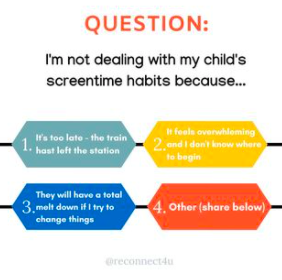 QUESTION:
I'm not dealing with my child's
screentime habits because...
1. It's too late - the train
hast left the station
2. It feels overwhleming
and I don't know where
to begin
3. They will have a total
melt down if I try to
change things
4. Other (share below)
@reconnect4u